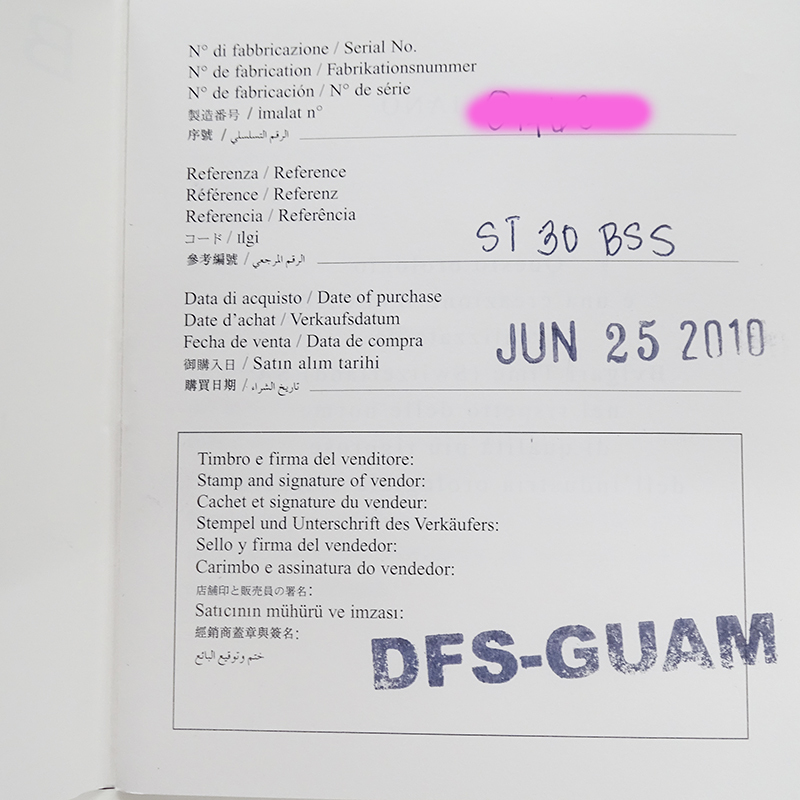 N° di fabbricazione / Serial No.
N° de fabrication / Fabrikationsnummer
N° de fabricación / N° de série
製造番号 / imalat n°
序號 / الرقم التسلسلي
Referenza / Reference
Référence / Referenz
Referencia / Referência
コード / Ilgi
參考編號 / الرقم المرجعي
ST 30 BSS
Data di acquisto / Date of purchase
Date d'achat / Verkaufsdatum
Fecha de venta / Data de compra
御購入日 / Satın alım tarihi
購買日期 / تاريخ الشراء
JUN 25 2010
Timbro e firma del venditore:
Stamp and signature of vendor:
Cachet et signature du vendeur:
Stempel und Unterschrift des Verkäufers:
Sello y firma del vendedor:
Carimbo e assinatura do vendedor:
店舗印と販売員の署名:
Satıcının mühürü ve imzası:
經銷商蓋章與簽名:
ختم وتوقيع البائع
DFS-GUAM